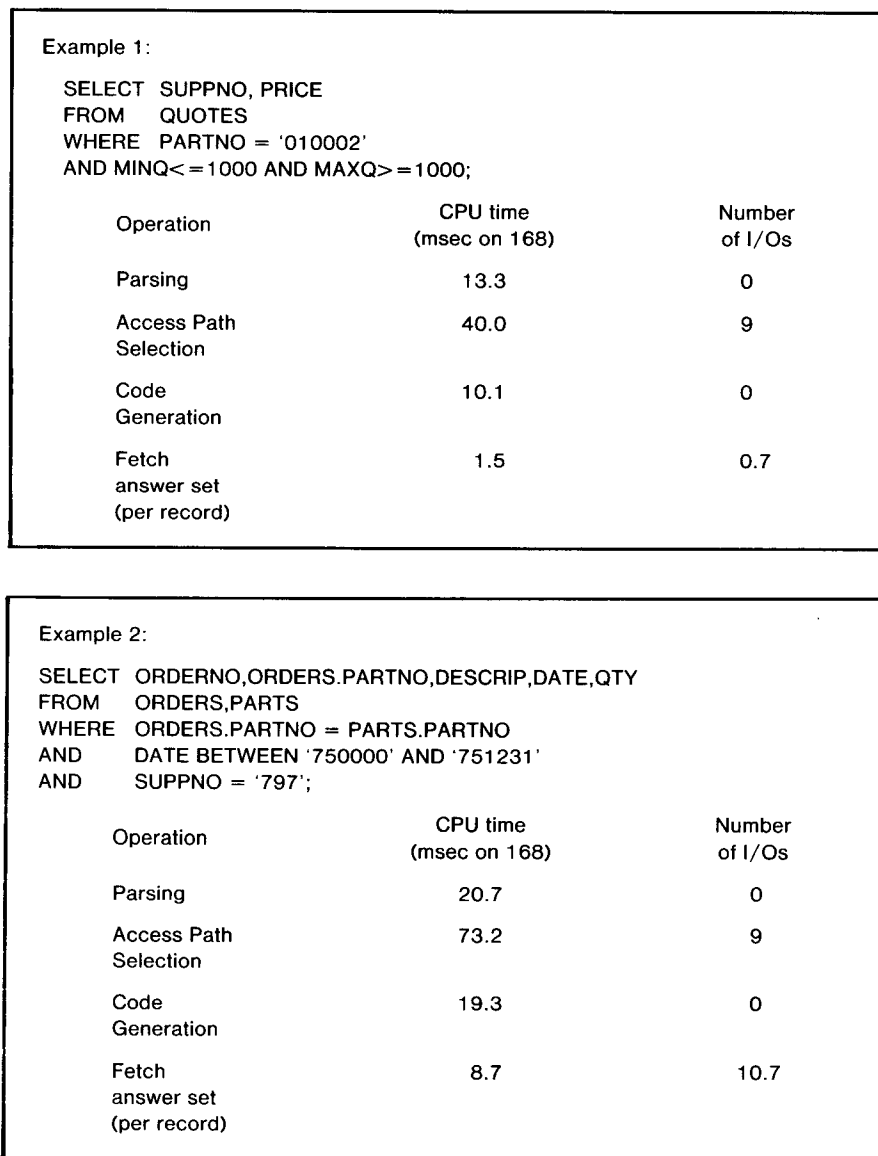 Example 1:
SELECT SUPPNO, PRICE
FROM QUOTES
WHERE PARTNO = '010002'
AND MINQ<=1000 AND MAXQ>=1000;
Operation CPU time (msec on 168) Number of I/Os
Parsing 13.3 0
Access Path 40.0 9
Selection
Code 10.1 0
Generation
Fetch 1.5 0.7
answer set
(per record)
Example 2:
SELECT ORDERNO,ORDERS.PARTNO,DESCRIP,DATE,QTY
FROM ORDERS,PARTS
WHERE ORDERS.PARTNO = PARTS.PARTNO
AND DATE BETWEEN '750000' AND '751231'
AND SUPPNO = '797';
Operation CPU time (msec on 168) Number of I/Os
Parsing 20.7 0
Access Path 73.2 9
Selection
Code 19.3 0
Generation
Fetch 8.7 10.7
answer set
(per record)